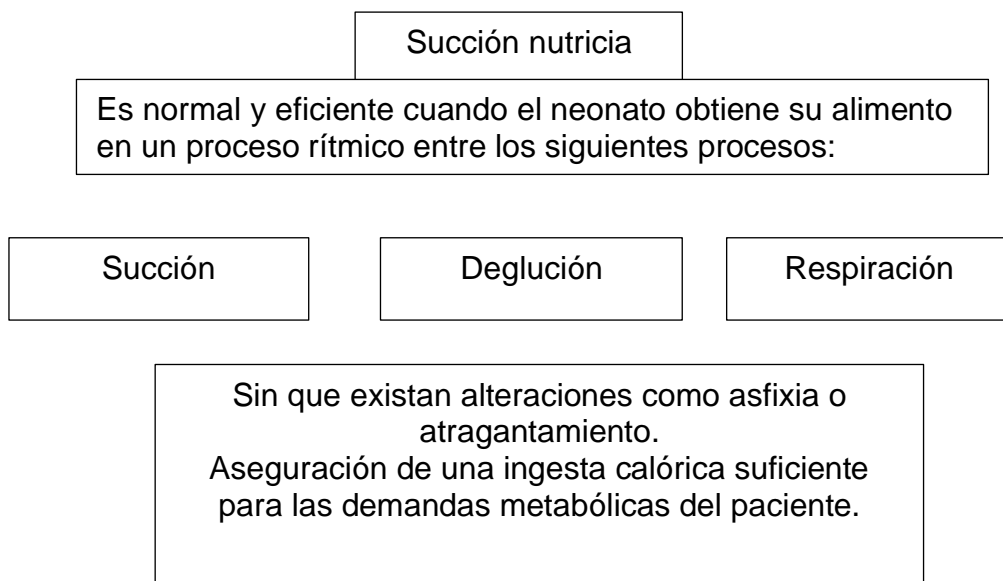 Succión nutricia
Es normal y eficiente cuando el neonato obtiene su alimento
en un proceso rítmico entre los siguientes procesos:
Succión
Deglución
Respiración
Sin que existan alteraciones como asfixia o
atragantamiento.
Aseguración de una ingesta calórica suficiente
para las demandas metabólicas del paciente.